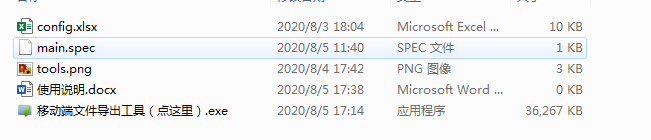 config.xlsx 2020/8/3 18:04 Microsoft Excel ... 10 KB
main.spec 2020/8/5 11:40 SPEC 文件 1 KB
tools.png 2020/8/4 17:42 PNG 图像 3 KB
使用说明.docx 2020/8/5 17:38 Microsoft Word ... 0 KB
移动端文件导出工具（点这里）.exe 2020/8/5 17:14 应用程序 36,267 KB